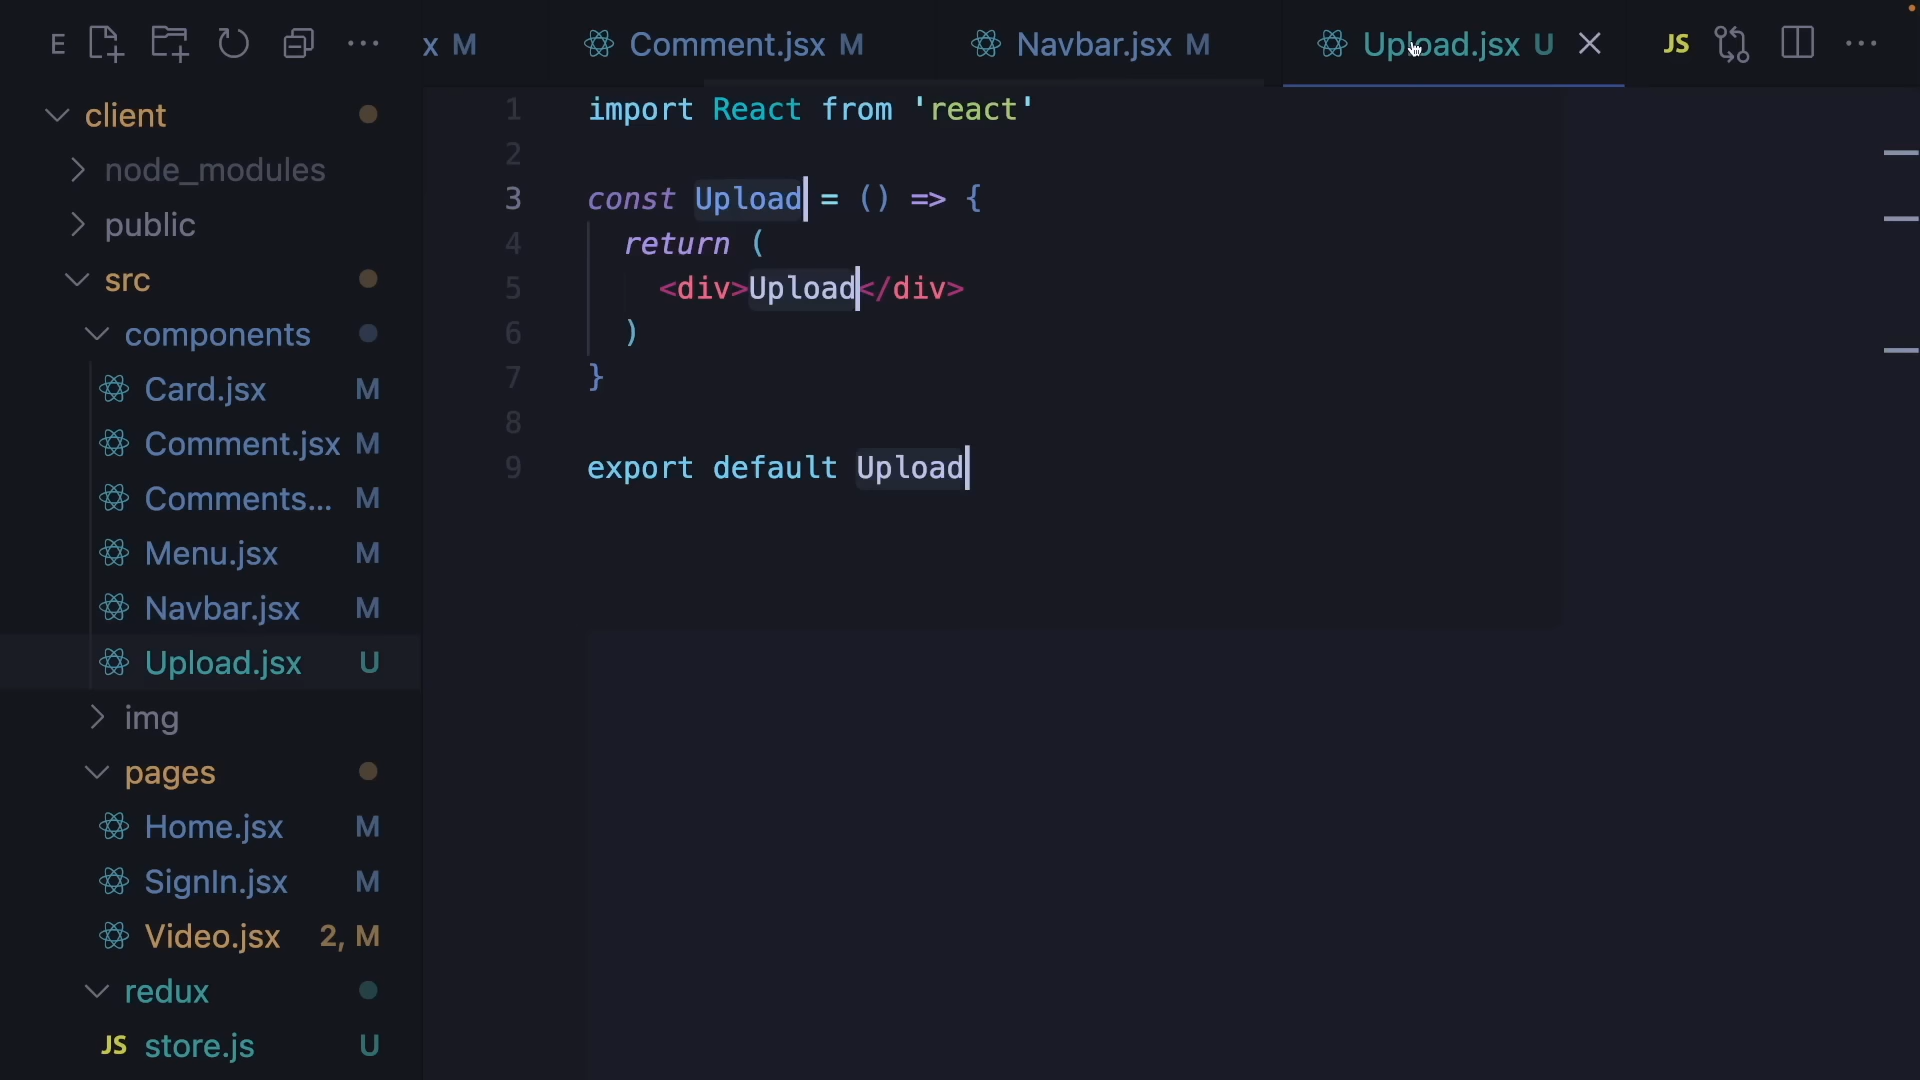 E
x M
Comment.jsx M
Navbar.jsx M
Upload.jsx U
JS
client
node_modules
public
src
components
Card.jsx M
Comment.jsx M
Comments... M
Menu.jsx M
Navbar.jsx M
Upload.jsx U
img
pages
Home.jsx M
SignIn.jsx M
Video.jsx 2, M
redux
JS store.js U
1 import React from 'react'
2
3 const Upload = () => {
4 return (
5 <div>Upload</div>
6 )
7 }
8
9 export default Upload